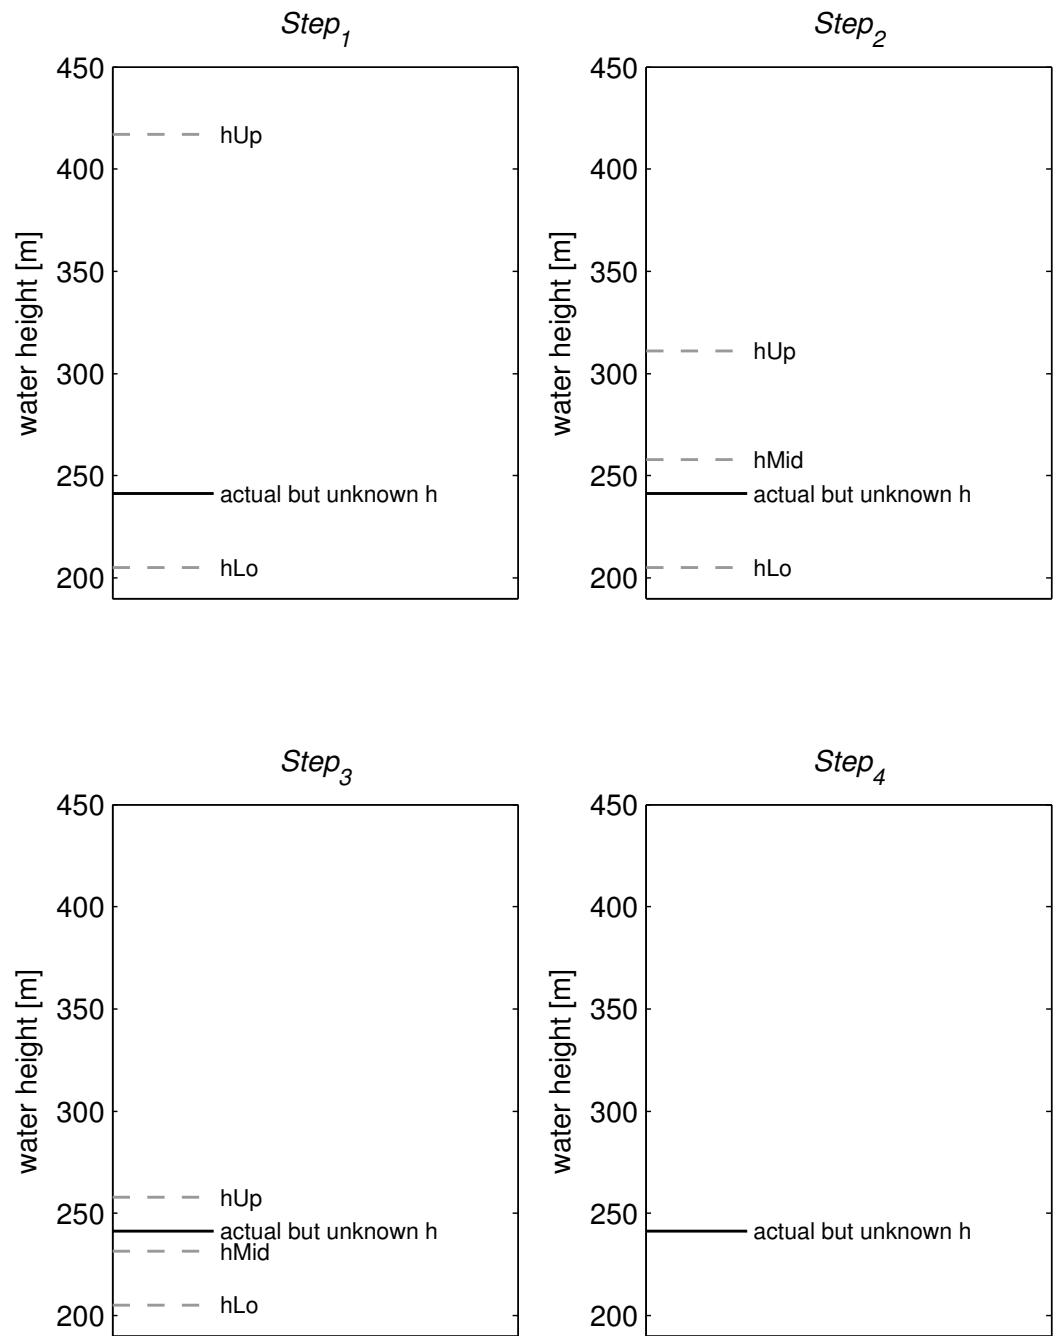 Step1
450
400
350
300
250
200
water height [m]
hUp
actual but unknown h
hLo
Step2
450
400
350
300
250
200
water height [m]
hUp
hMid
actual but unknown h
hLo
Step3
450
400
350
300
250
200
water height [m]
hUp
actual but unknown h
hMid
hLo
Step4
450
400
350
300
250
200
water height [m]
actual but unknown h